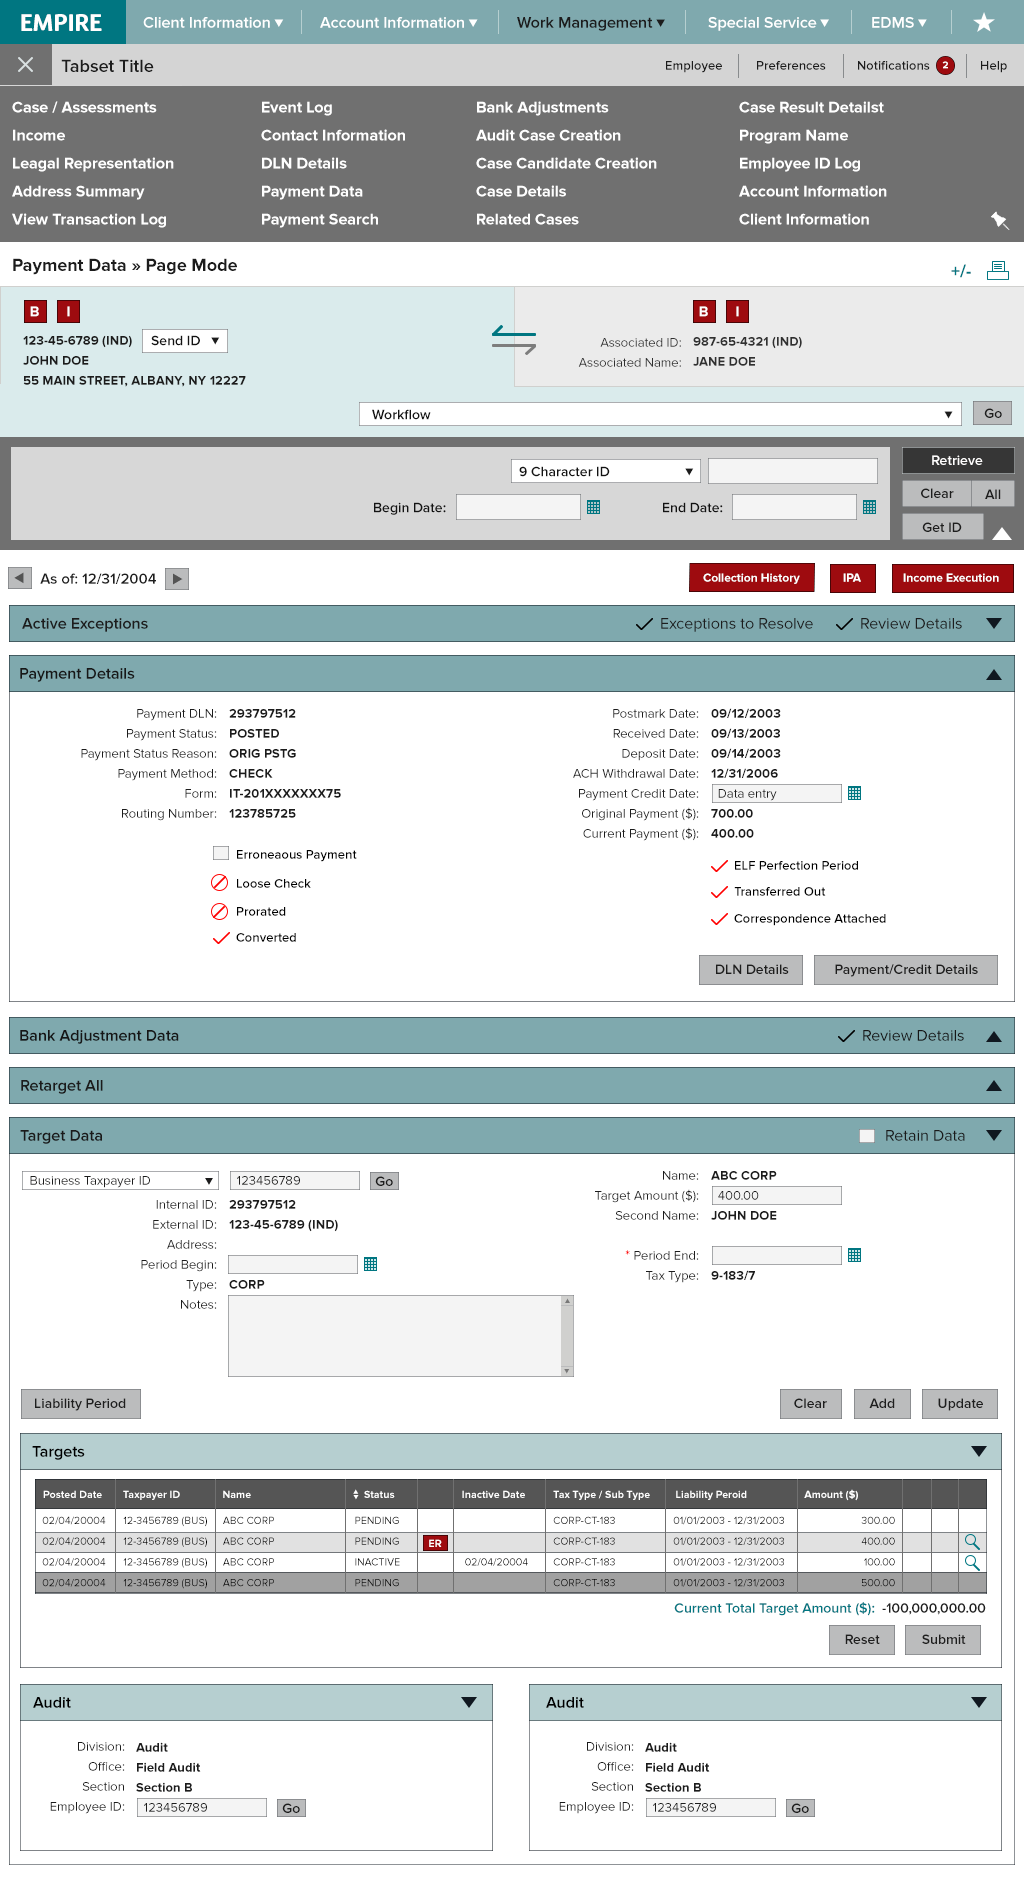 EMPIRE Client Information ▾ Account Information ▾ Work Management ▾ Special Service ▾ EDMS ▾
Tabset Title Employee Preferences Notifications 2 Help
Case / Assessments Event Log Bank Adjustments Case Result Detailst
Income Contact Information Audit Case Creation Program Name
Leagal Representation DLN Details Case Candidate Creation Employee ID Log
Address Summary Payment Data Case Details Account Information
View Transaction Log Payment Search Related Cases Client Information
Payment Data » Page Mode +/-
B I B I
123-45-6789 (IND) Send ID ▼ Associated ID: 987-65-4321 (IND)
JOHN DOE Associated Name: JANE DOE
55 MAIN STREET, ALBANY, NY 12227
Workflow ▼ Go
9 Character ID ▼ Retrieve
Begin Date: End Date: Clear All
Get ID
As of: 12/31/2004 Collection History IPA Income Execution
Active Exceptions Exceptions to Resolve Review Details
Payment Details
Payment DLN: 293797512 Postmark Date: 09/12/2003
Payment Status: POSTED Received Date: 09/13/2003
Payment Status Reason: ORIG PSTG Deposit Date: 09/14/2003
Payment Method: CHECK ACH Withdrawal Date: 12/31/2006
Form: IT-201XXXXXXX75 Payment Credit Date: Data entry
Routing Number: 123785725 Original Payment ($): 700.00
Current Payment ($): 400.00
Erroneaous Payment ELF Perfection Period
Loose Check Transferred Out
Prorated Correspondence Attached
Converted
DLN Details Payment/Credit Details
Bank Adjustment Data Review Details
Retarget All
Target Data Retain Data
Business Taxpayer ID ▼ 123456789 Go Name: ABC CORP
Internal ID: 293797512 Target Amount ($): 400.00
External ID: 123-45-6789 (IND) Second Name: JOHN DOE
Address:
Period Begin: * Period End:
Type: CORP Tax Type: 9-183/7
Notes:
Liability Period Clear Add Update
Targets
Posted Date Taxpayer ID Name Status Inactive Date Tax Type / Sub Type Liability Peroid Amount ($)
02/04/20004 12-3456789 (BUS) ABC CORP PENDING CORP-CT-183 01/01/2003 - 12/31/2003 300.00
02/04/20004 12-3456789 (BUS) ABC CORP PENDING ER CORP-CT-183 01/01/2003 - 12/31/2003 400.00
02/04/20004 12-3456789 (BUS) ABC CORP INACTIVE 02/04/20004 CORP-CT-183 01/01/2003 - 12/31/2003 100.00
02/04/20004 12-3456789 (BUS) ABC CORP PENDING CORP-CT-183 01/01/2003 - 12/31/2003 500.00
Current Total Target Amount ($): -100,000,000.00
Reset Submit
Audit Audit
Division: Audit Division: Audit
Office: Field Audit Office: Field Audit
Section Section B Section Section B
Employee ID: 123456789 Go Employee ID: 123456789 Go